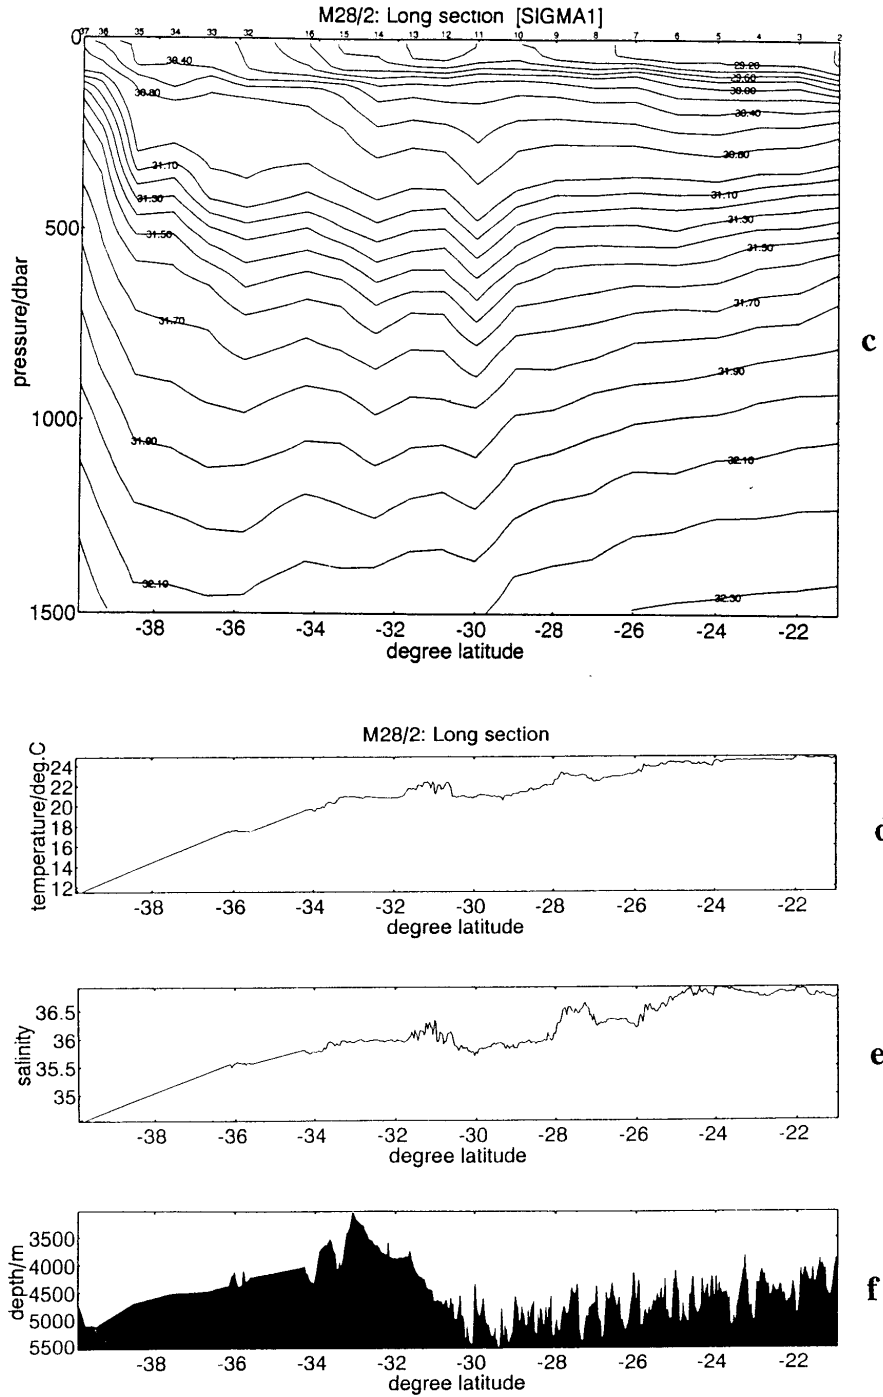 M28/2: Long section [SIGMA1]
37 36 35 34 33 32 16 15 14 13 12 11 10 9 8 7 6 5 4 3 2
0
500
1000
1500
pressure/dbar
30.40
30.80
31.10
31.30
31.50
31.70
31.90
32.10
29.20
29.60
30.00
30.40
30.80
31.10
31.30
31.50
31.70
31.90
32.10
32.30
-38 -36 -34 -32 -30 -28 -26 -24 -22
degree latitude
c
M28/2: Long section
temperature/deg.C
24
22
20
18
16
14
12
-38 -36 -34 -32 -30 -28 -26 -24 -22
degree latitude
salinity
36.5
36
35.5
35
-38 -36 -34 -32 -30 -28 -26 -24 -22
degree latitude
e
depth/m
3500
4000
4500
5000
5500
-38 -36 -34 -32 -30 -28 -26 -24 -22
degree latitude
f